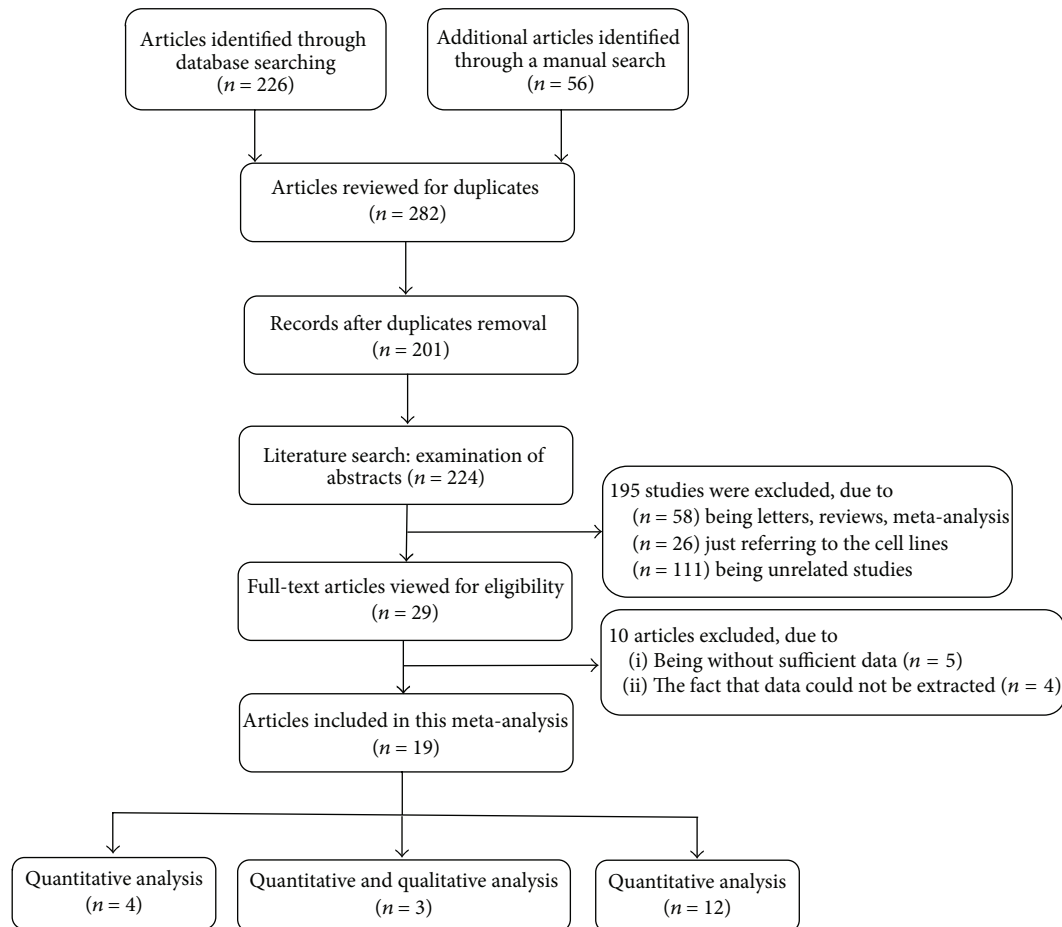 Articles identified through
database searching
(n = 226)
Additional articles identified
through a manual search
(n = 56)
Articles reviewed for duplicates
(n = 282)
Records after duplicates removal
(n = 201)
Literature search: examination of
abstracts (n = 224)
195 studies were excluded, due to
(n = 58) being letters, reviews, meta-analysis
(n = 26) just referring to the cell lines
(n = 111) being unrelated studies
Full-text articles viewed for eligibility
(n = 29)
10 articles excluded, due to
(i) Being without sufficient data (n = 5)
(ii) The fact that data could not be extracted (n = 4)
Articles included in this meta-analysis
(n = 19)
Quantitative analysis
(n = 4)
Quantitative and qualitative analysis
(n = 3)
Quantitative analysis
(n = 12)